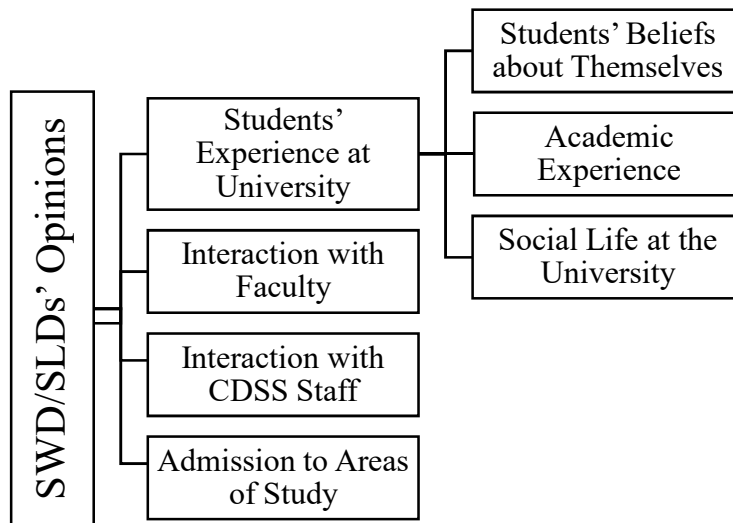 SWD/SLDs’ Opinions
Students’
Experience at
University
Interaction with
Faculty
Interaction with
CDSS Staff
Admission to Areas
of Study
Students’ Beliefs
about Themselves
Academic
Experience
Social Life at the
University